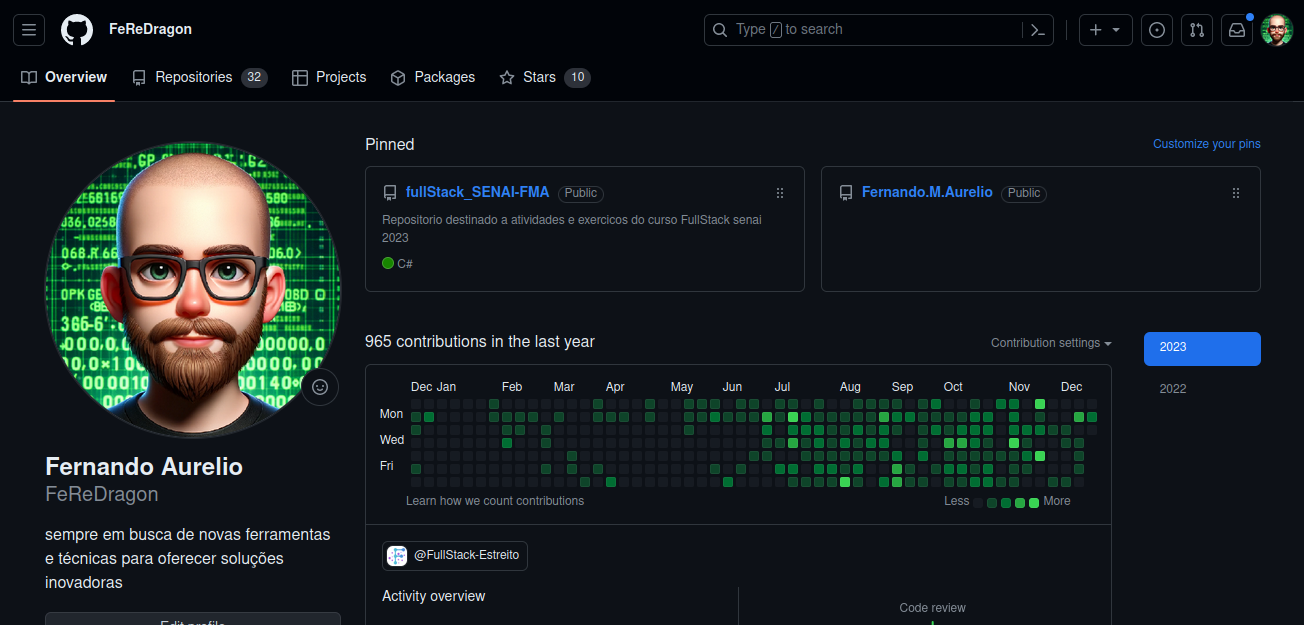 FeReDragon
Type / to search
Overview
Repositories 32
Projects
Packages
Stars 10
Pinned
Customize your pins
fullStack_SENAI-FMA Public
Repositorio destinado a atividades e exercicos do curso FullStack senai
2023
C#
Fernando.M.Aurelio Public
965 contributions in the last year
Contribution settings
2023
2022
Dec Jan Feb Mar Apr May Jun Jul Aug Sep Oct Nov Dec
Mon
Wed
Fri
Learn how we count contributions
Less More
Fernando Aurelio
FeReDragon
sempre em busca de novas ferramentas
e técnicas para oferecer soluções
inovadoras
Edit profile
@FullStack-Estreito
Activity overview
Code review